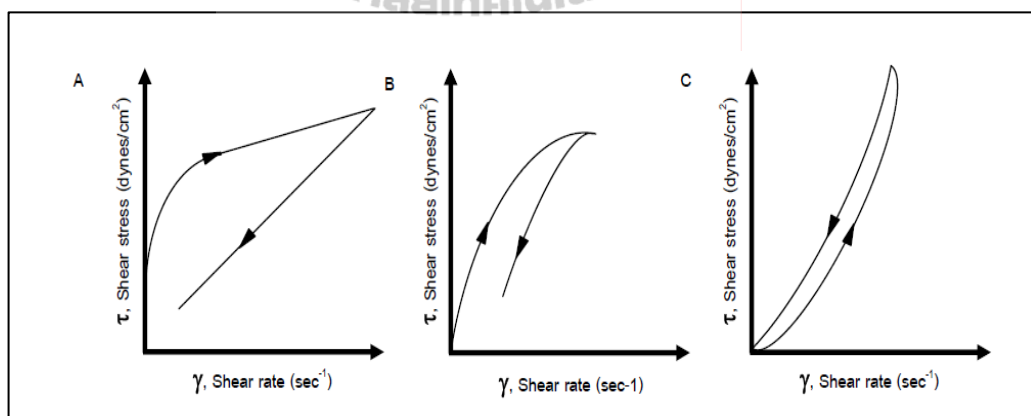 A
B
C
τ, Shear stress (dynes/cm²)
τ, Shear stress (dynes/cm²)
τ, Shear stress (dynes/cm²)
γ, Shear rate (sec⁻¹)
γ, Shear rate (sec-1)
γ, Shear rate (sec⁻¹)